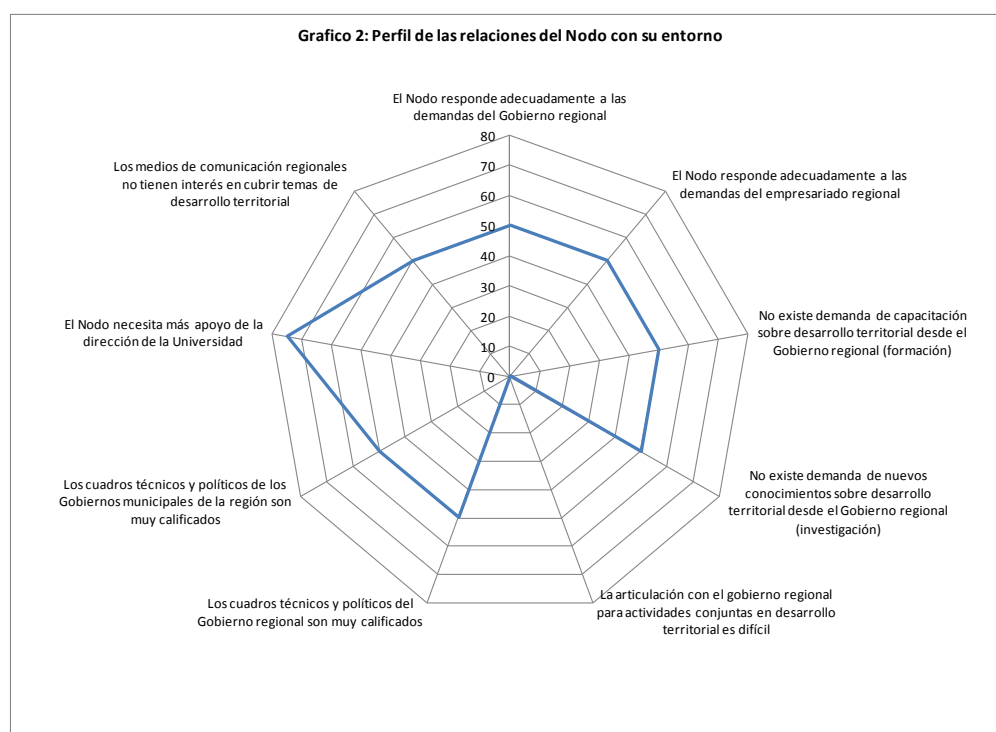 Grafico 2: Perfil de las relaciones del Nodo con su entorno
El Nodo responde adecuadamente a las
demandas del Gobierno regional
80
70
60
50
40
30
20
10
0
El Nodo responde adecuadamente a las
demandas del empresariado regional
No existe demanda de capacitación
sobre desarrollo territorial desde el
Gobierno regional (formación)
No existe demanda de nuevos
conocimientos sobre desarrollo
territorial desde el Gobierno regional
(investigación)
La articulación con el gobierno regional
para actividades conjuntas en desarrollo
territorial es difícil
Los cuadros técnicos y políticos del
Gobierno regional son muy calificados
Los cuadros técnicos y políticos de los
Gobiernos municipales de la región son
muy calificados
El Nodo necesita más apoyo de la
dirección de la Universidad
Los medios de comunicación regionales
no tienen interés en cubrir temas de
desarrollo territorial